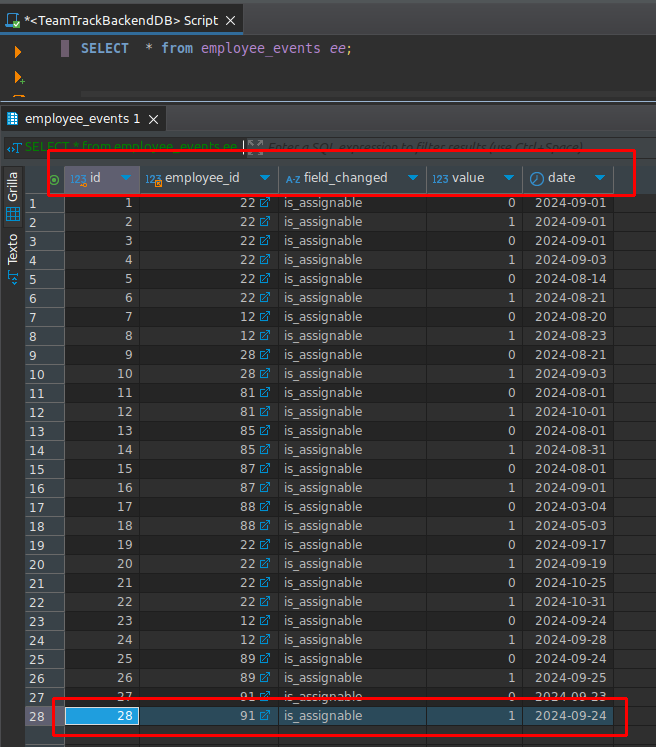 *<TeamTrackBackendDB> Script
SELECT * from employee_events ee;
employee_events 1
SELECT * from employee_events ee Enter a SQL expression to filter results (use Ctrl+Space)
Grilla
Texto
123 id 123 employee_id A-Z field_changed 123 value date
1 1 22 is_assignable 0 2024-09-01
2 2 22 is_assignable 1 2024-09-01
3 3 22 is_assignable 0 2024-09-01
4 4 22 is_assignable 1 2024-09-03
5 5 22 is_assignable 0 2024-08-14
6 6 22 is_assignable 1 2024-08-21
7 7 12 is_assignable 0 2024-08-20
8 8 12 is_assignable 1 2024-08-23
9 9 28 is_assignable 0 2024-08-21
10 10 28 is_assignable 1 2024-09-03
11 11 81 is_assignable 0 2024-08-01
12 12 81 is_assignable 1 2024-10-01
13 13 85 is_assignable 0 2024-08-01
14 14 85 is_assignable 1 2024-08-31
15 15 87 is_assignable 0 2024-08-01
16 16 87 is_assignable 1 2024-09-01
17 17 88 is_assignable 0 2024-03-04
18 18 88 is_assignable 1 2024-05-03
19 19 22 is_assignable 0 2024-09-17
20 20 22 is_assignable 1 2024-09-19
21 21 22 is_assignable 0 2024-10-25
22 22 22 is_assignable 1 2024-10-31
23 23 12 is_assignable 0 2024-09-24
24 24 12 is_assignable 1 2024-09-28
25 25 89 is_assignable 0 2024-09-24
26 26 89 is_assignable 1 2024-09-25
27 27 91 is_assignable 0 2024-09-23
28 28 91 is_assignable 1 2024-09-24